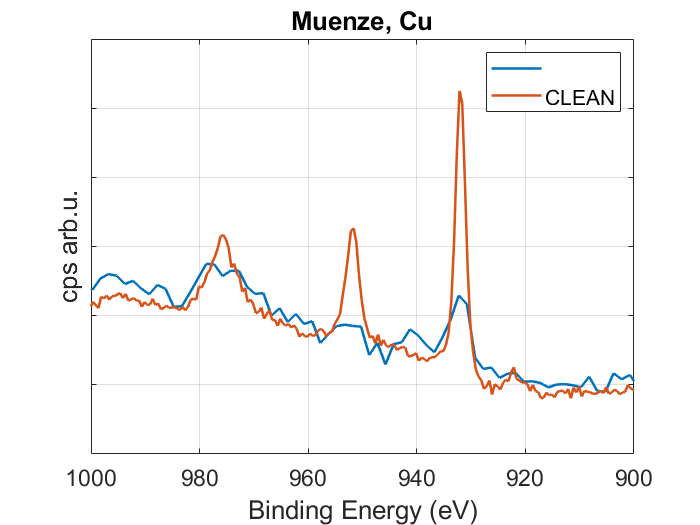 Muenze, Cu
CLEAN
cps arb.u.
1000 980 960 940 920 900
Binding Energy (eV)